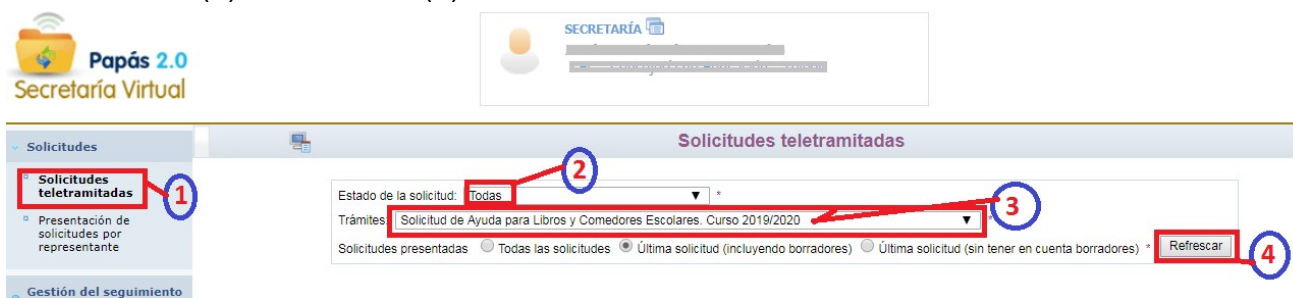 SECRETARÍA
Papás 2.0
Secretaría Virtual
Solicitudes
Solicitudes teletramitadas
Solicitudes
teletramitadas
1
2
Estado de la solicitud: Todas ▼ *
Presentación de
solicitudes por
representante
Trámites: Solicitud de Ayuda para Libros y Comedores Escolares. Curso 2019/2020 ▼ *
3
Solicitudes presentadas Todas las solicitudes Última solicitud (incluyendo borradores) Última solicitud (sin tener en cuenta borradores) * Refrescar
4
Gestión del seguimiento